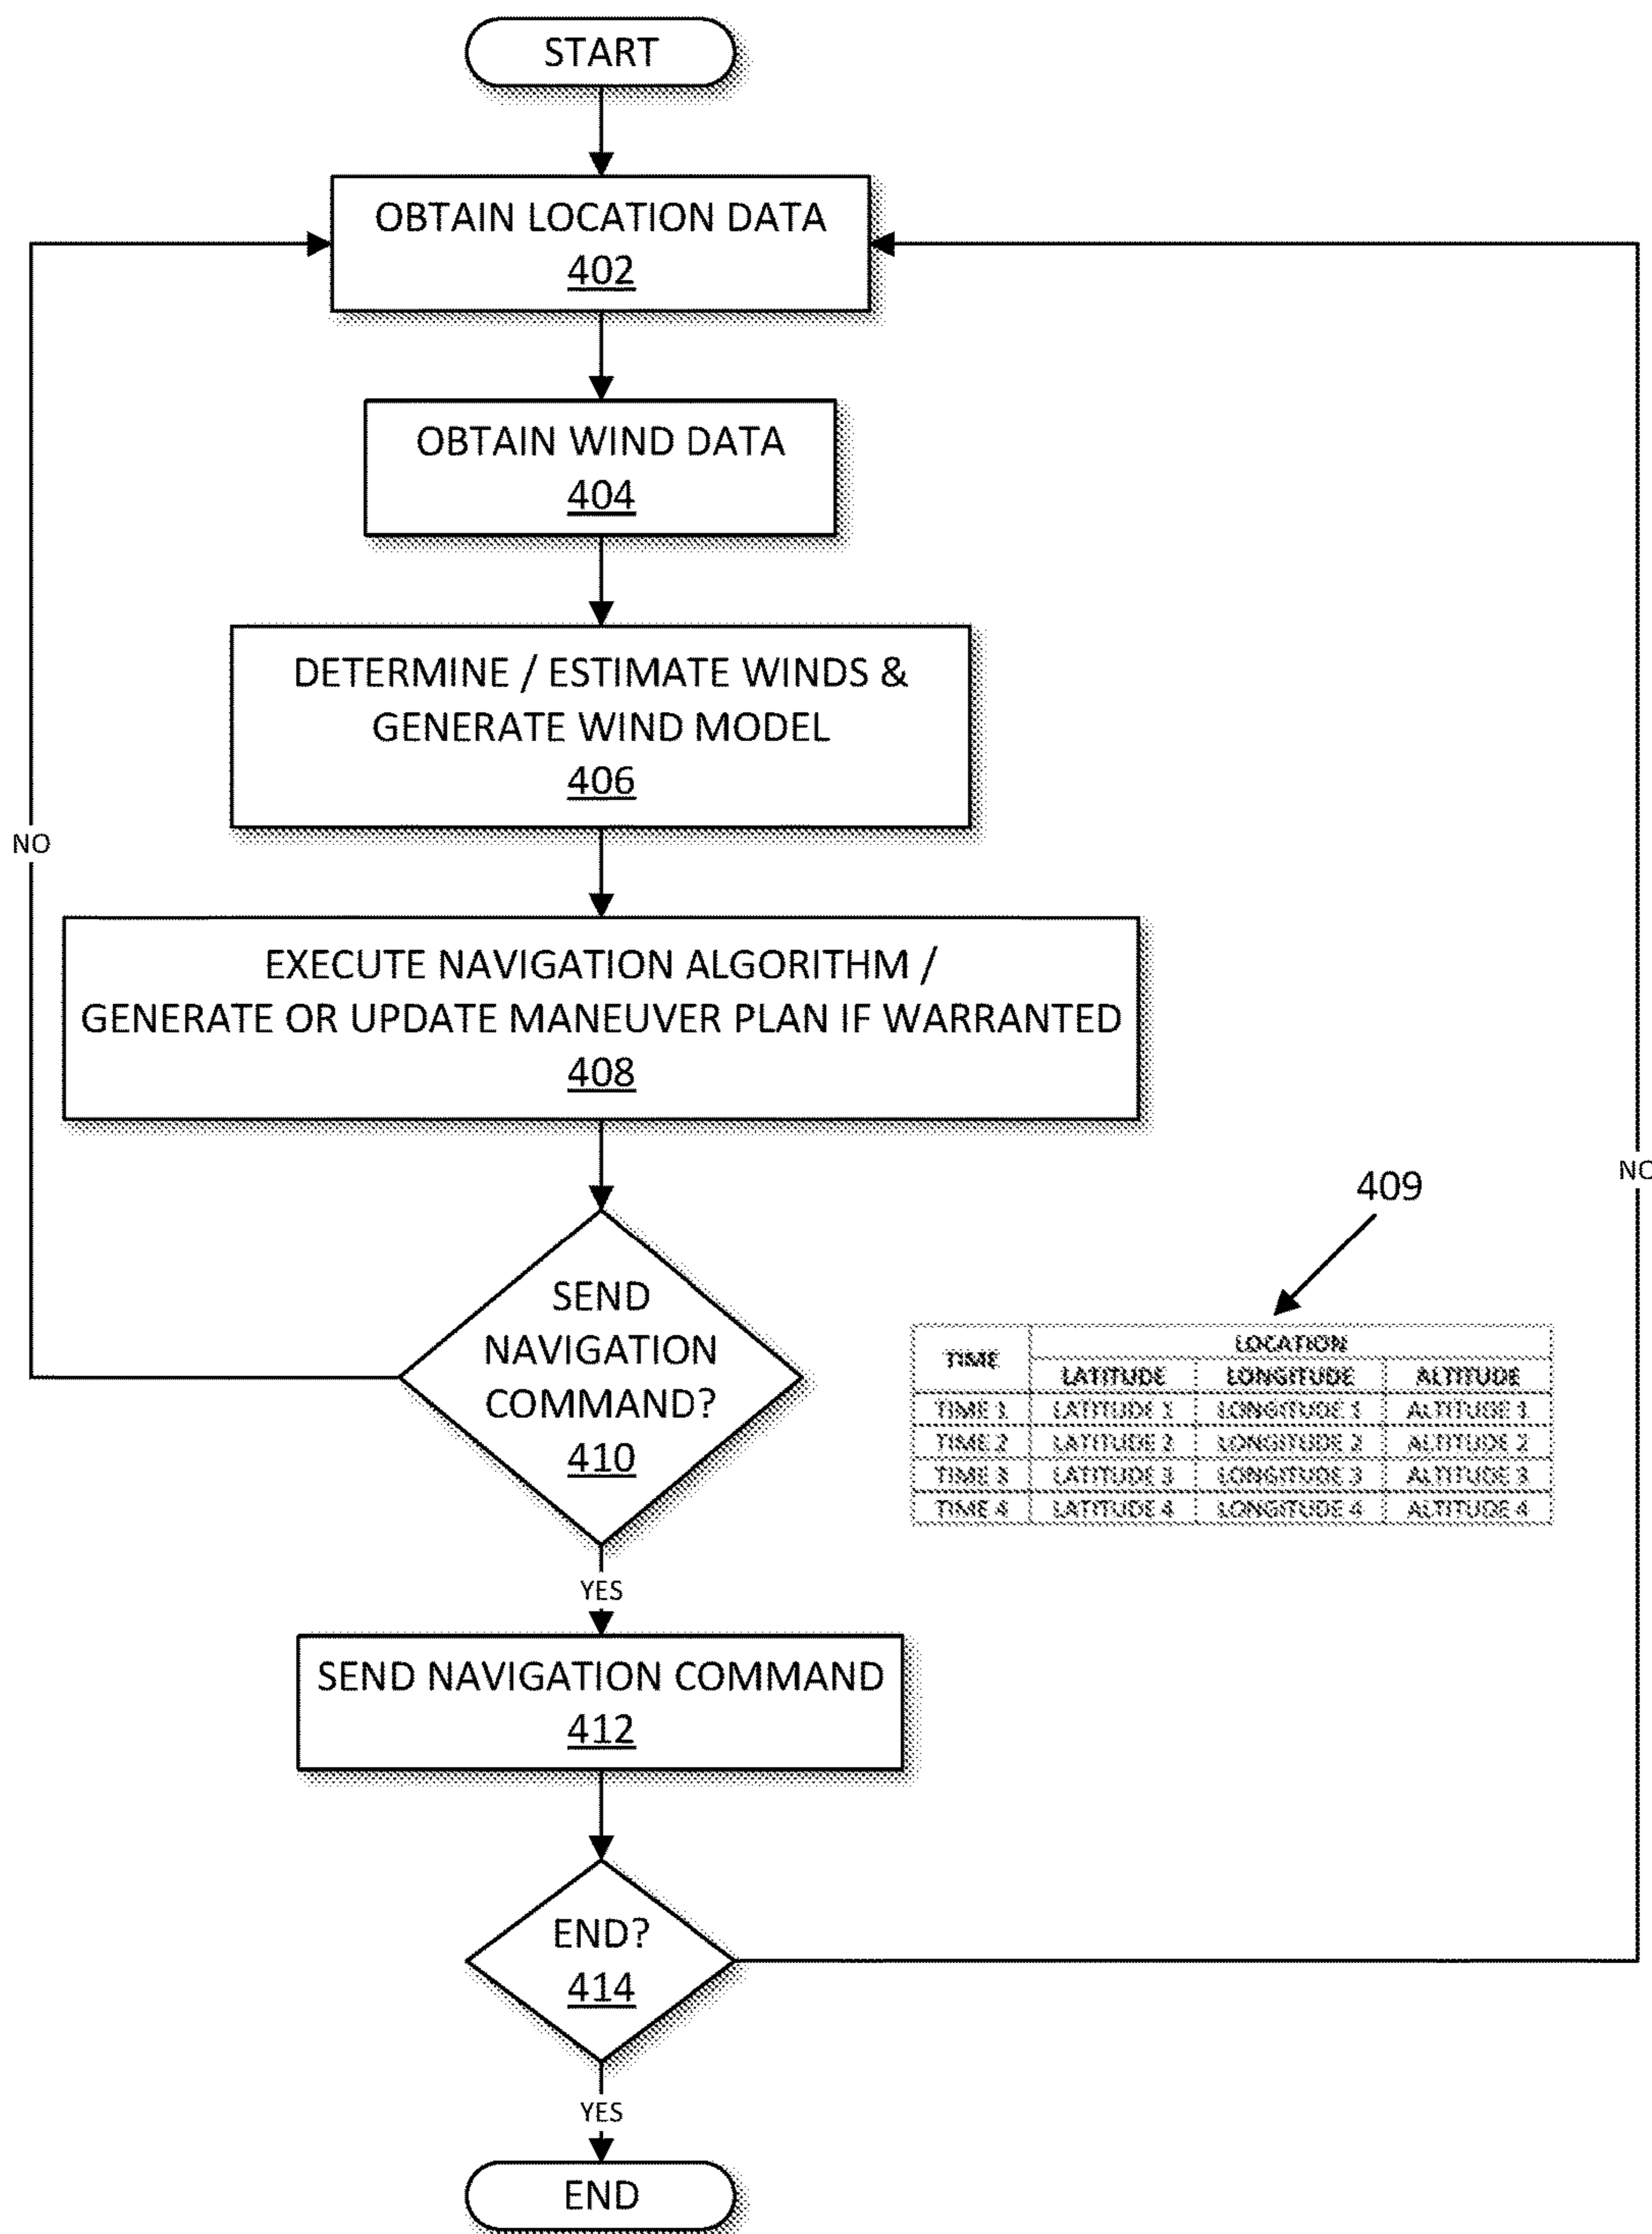 START
OBTAIN LOCATION DATA
402
OBTAIN WIND DATA
404
DETERMINE / ESTIMATE WINDS &
GENERATE WIND MODEL
406
NO
EXECUTE NAVIGATION ALGORITHM /
GENERATE OR UPDATE MANEUVER PLAN IF WARRANTED
408
NO
409
SEND
NAVIGATION
COMMAND?
410
TIME LOCATION
LATITUDE LONGITUDE ALTITUDE
TIME 1 LATITUDE 1 LONGITUDE 1 ALTITUDE 1
TIME 2 LATITUDE 2 LONGITUDE 2 ALTITUDE 2
TIME 3 LATITUDE 3 LONGITUDE 3 ALTITUDE 3
TIME 4 LATITUDE 4 LONGITUDE 4 ALTITUDE 4
YES
SEND NAVIGATION COMMAND
412
END?
414
YES
END